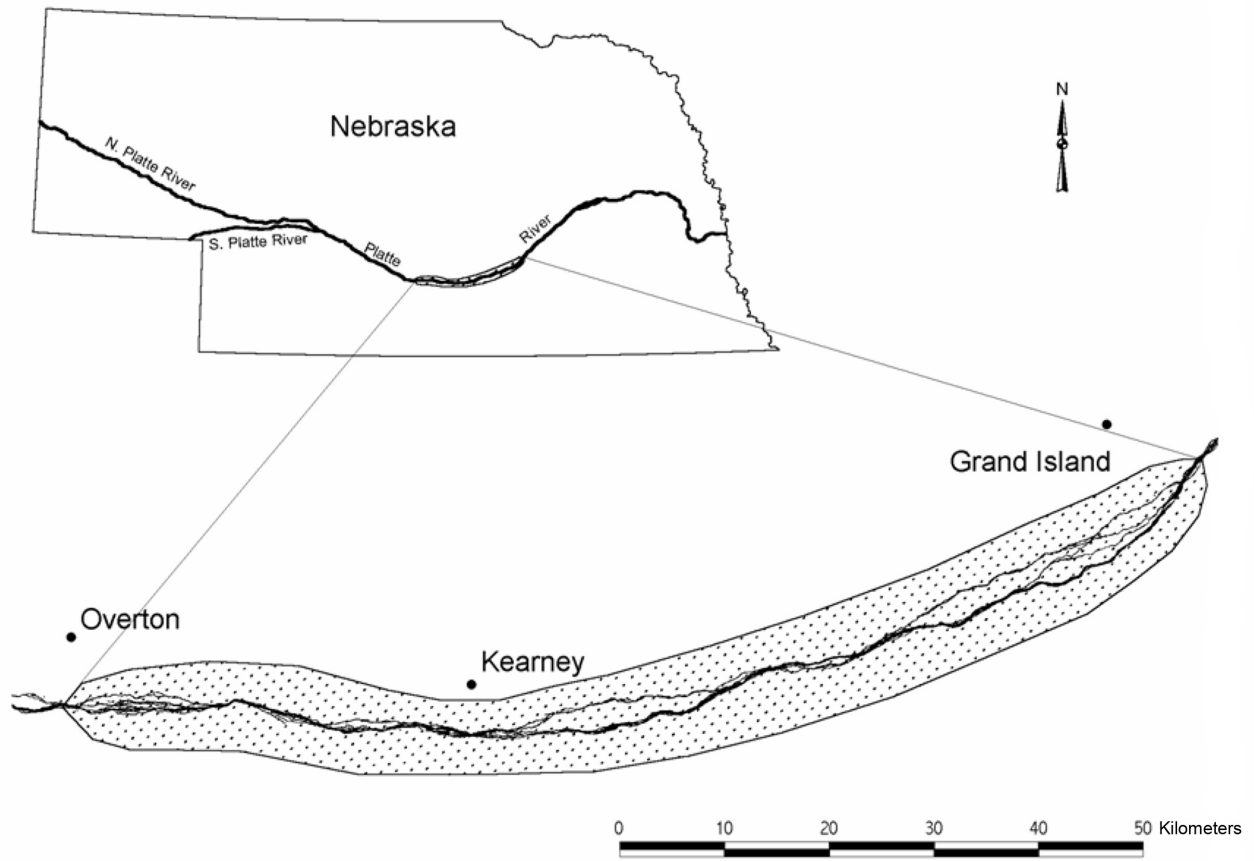 Nebraska
N
N. Platte River
S. Platte River
Platte
River
Grand Island
Overton
Kearney
0 10 20 30 40 50 Kilometers